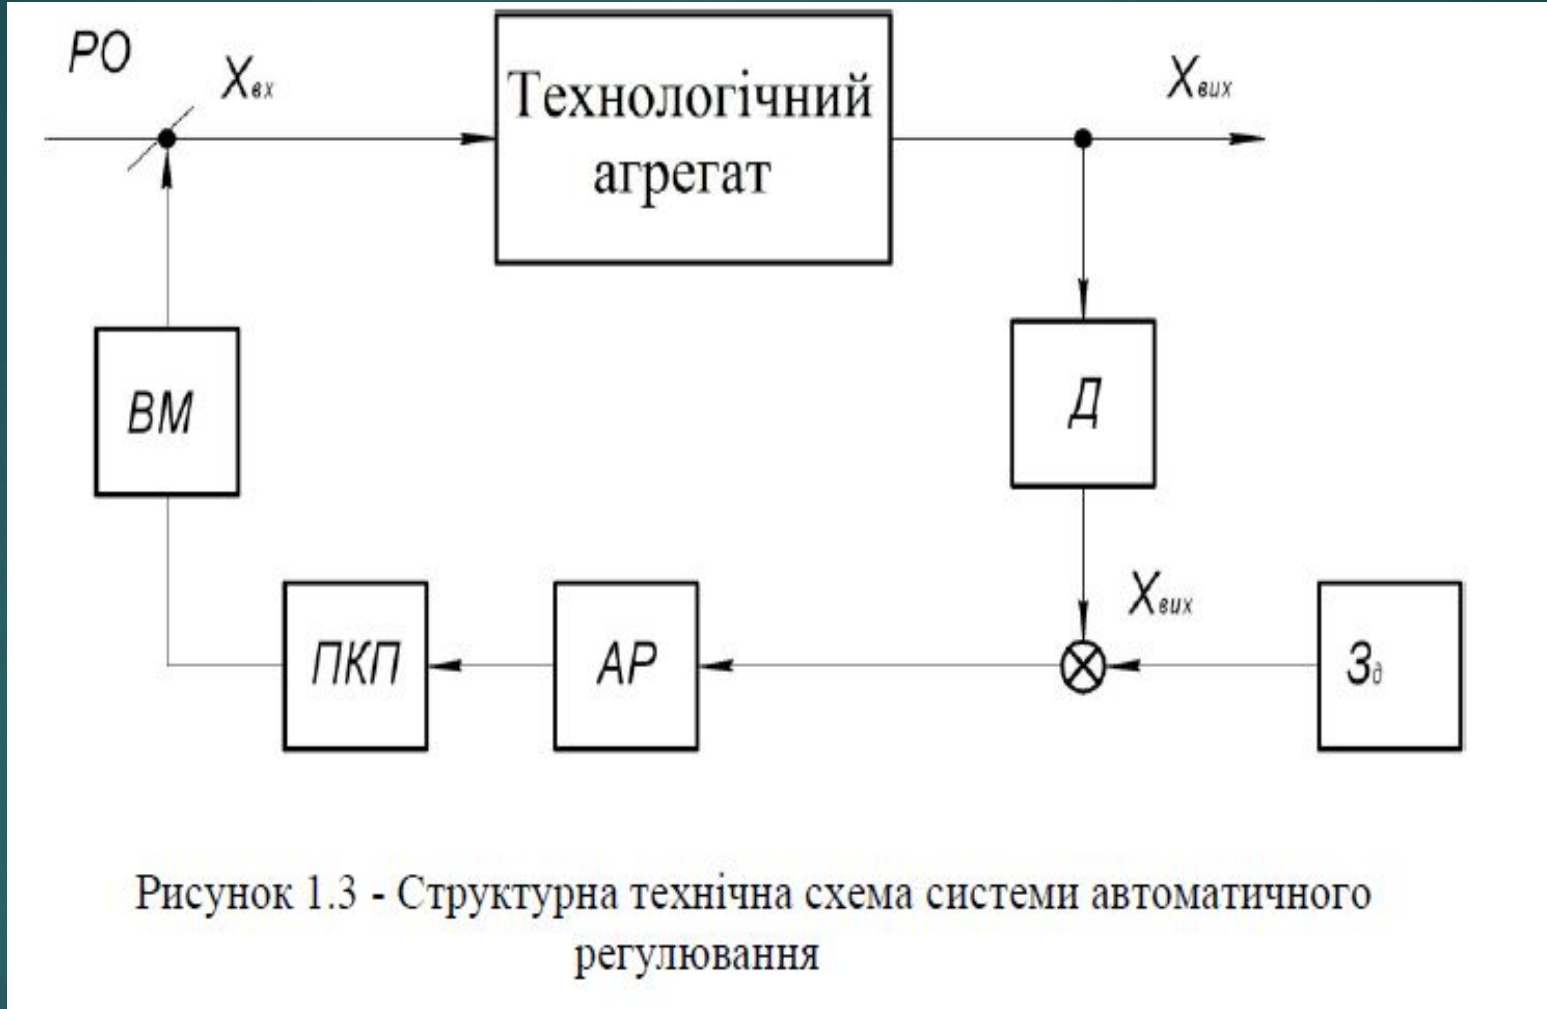 РО
Xвх
Технологічний
агрегат
Xвих
ВМ
Д
Xвих
ПКП
АР
Зд
Рисунок 1.3 - Структурна технічна схема системи автоматичного
регулювання